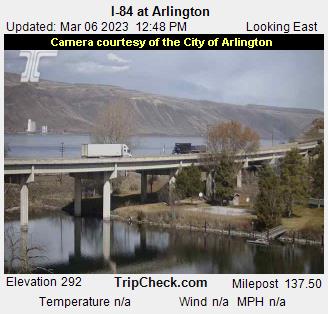 I-84 at Arlington
Updated: Mar 06 2023 12:48 PM Looking East
Camera courtesy of the City of Arlington
Elevation 292 TripCheck.com Milepost 137.50
Temperature n/a Wind n/a MPH n/a